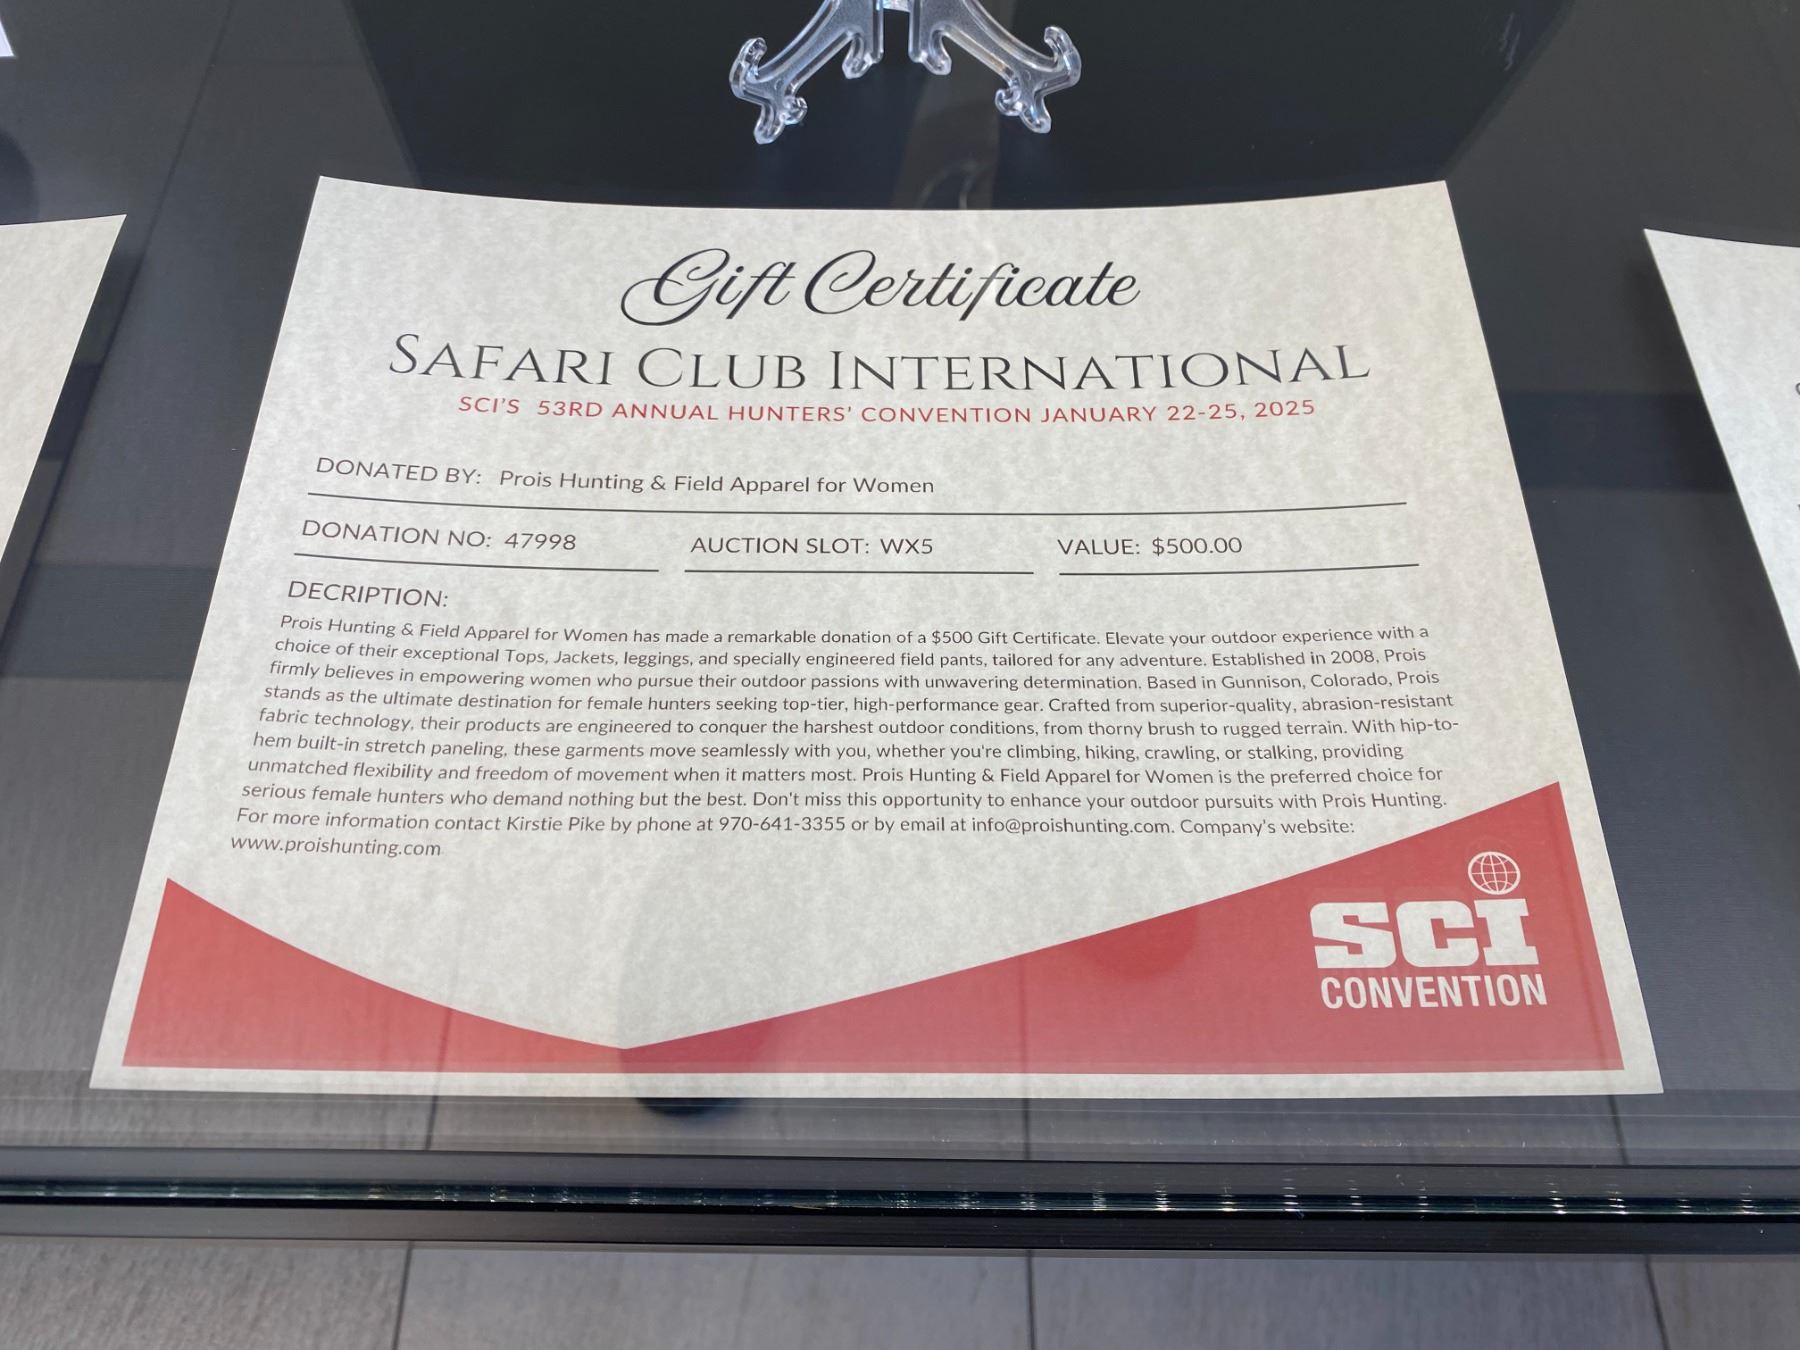 Gift Certificate
SAFARI CLUB INTERNATIONAL
SCI'S 53RD ANNUAL HUNTERS' CONVENTION JANUARY 22-25, 2025
DONATED BY: Prois Hunting & Field Apparel for Women
DONATION NO: 47998 AUCTION SLOT: WX5 VALUE: $500.00
DECRIPTION:
Prois Hunting & Field Apparel for Women has made a remarkable donation of a $500 Gift Certificate. Elevate your outdoor experience with a
choice of their exceptional Tops, Jackets, leggings, and specially engineered field pants, tailored for any adventure. Established in 2008, Prois
firmly believes in empowering women who pursue their outdoor passions with unwavering determination. Based in Gunnison, Colorado, Prois
stands as the ultimate destination for female hunters seeking top-tier, high-performance gear. Crafted from superior-quality, abrasion-resistant
fabric technology, their products are engineered to conquer the harshest outdoor conditions, from thorny brush to rugged terrain. With hip-to-
hem built-in stretch paneling, these garments move seamlessly with you, whether you're climbing, hiking, crawling, or stalking, providing
unmatched flexibility and freedom of movement when it matters most. Prois Hunting & Field Apparel for Women is the preferred choice for
serious female hunters who demand nothing but the best. Don't miss this opportunity to enhance your outdoor pursuits with Prois Hunting.
For more information contact Kirstie Pike by phone at 970-641-3355 or by email at info@proishunting.com. Company's website:
www.proishunting.com
SCI
CONVENTION